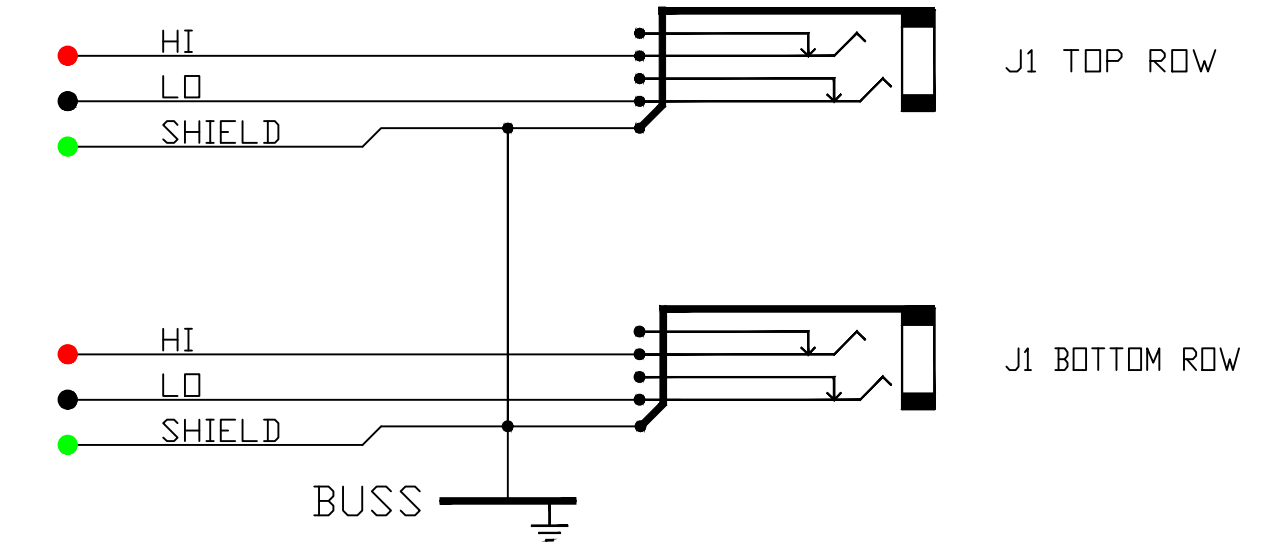 HI
LO
SHIELD
J1 TOP ROW
HI
LO
SHIELD
J1 BOTTOM ROW
BUSS